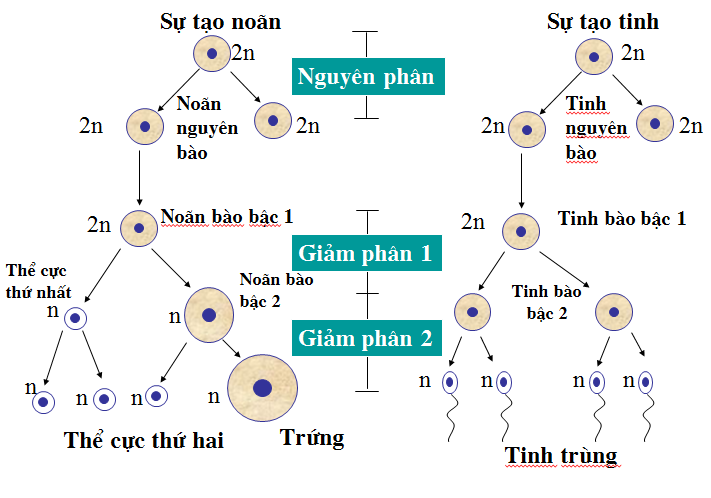 Sự tạo noãn
2n
Noãn
nguyên
bào
2n
2n
2n
Noãn bào bậc 1
Thể cực
thứ nhất
n
n
Noãn bào
bậc 2
n
n
n
n
Thể cực thứ hai
Trứng
Nguyên phân
Giảm phân 1
Giảm phân 2
Sự tạo tinh
2n
Tinh
nguyên
bào
2n
2n
2n
Tinh bào bậc 1
Tinh bào
bậc 2
n
n
n
n
Tinh trùng